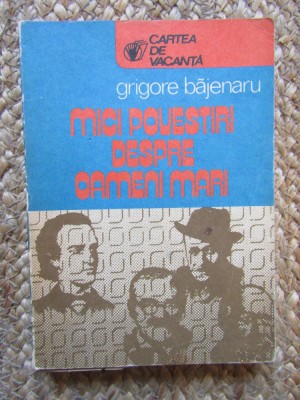 CARTEA
DE
VACANȚĂ
grigore băjenaru
MICI POVESTIRI
DESPRE
OAMENI MARI